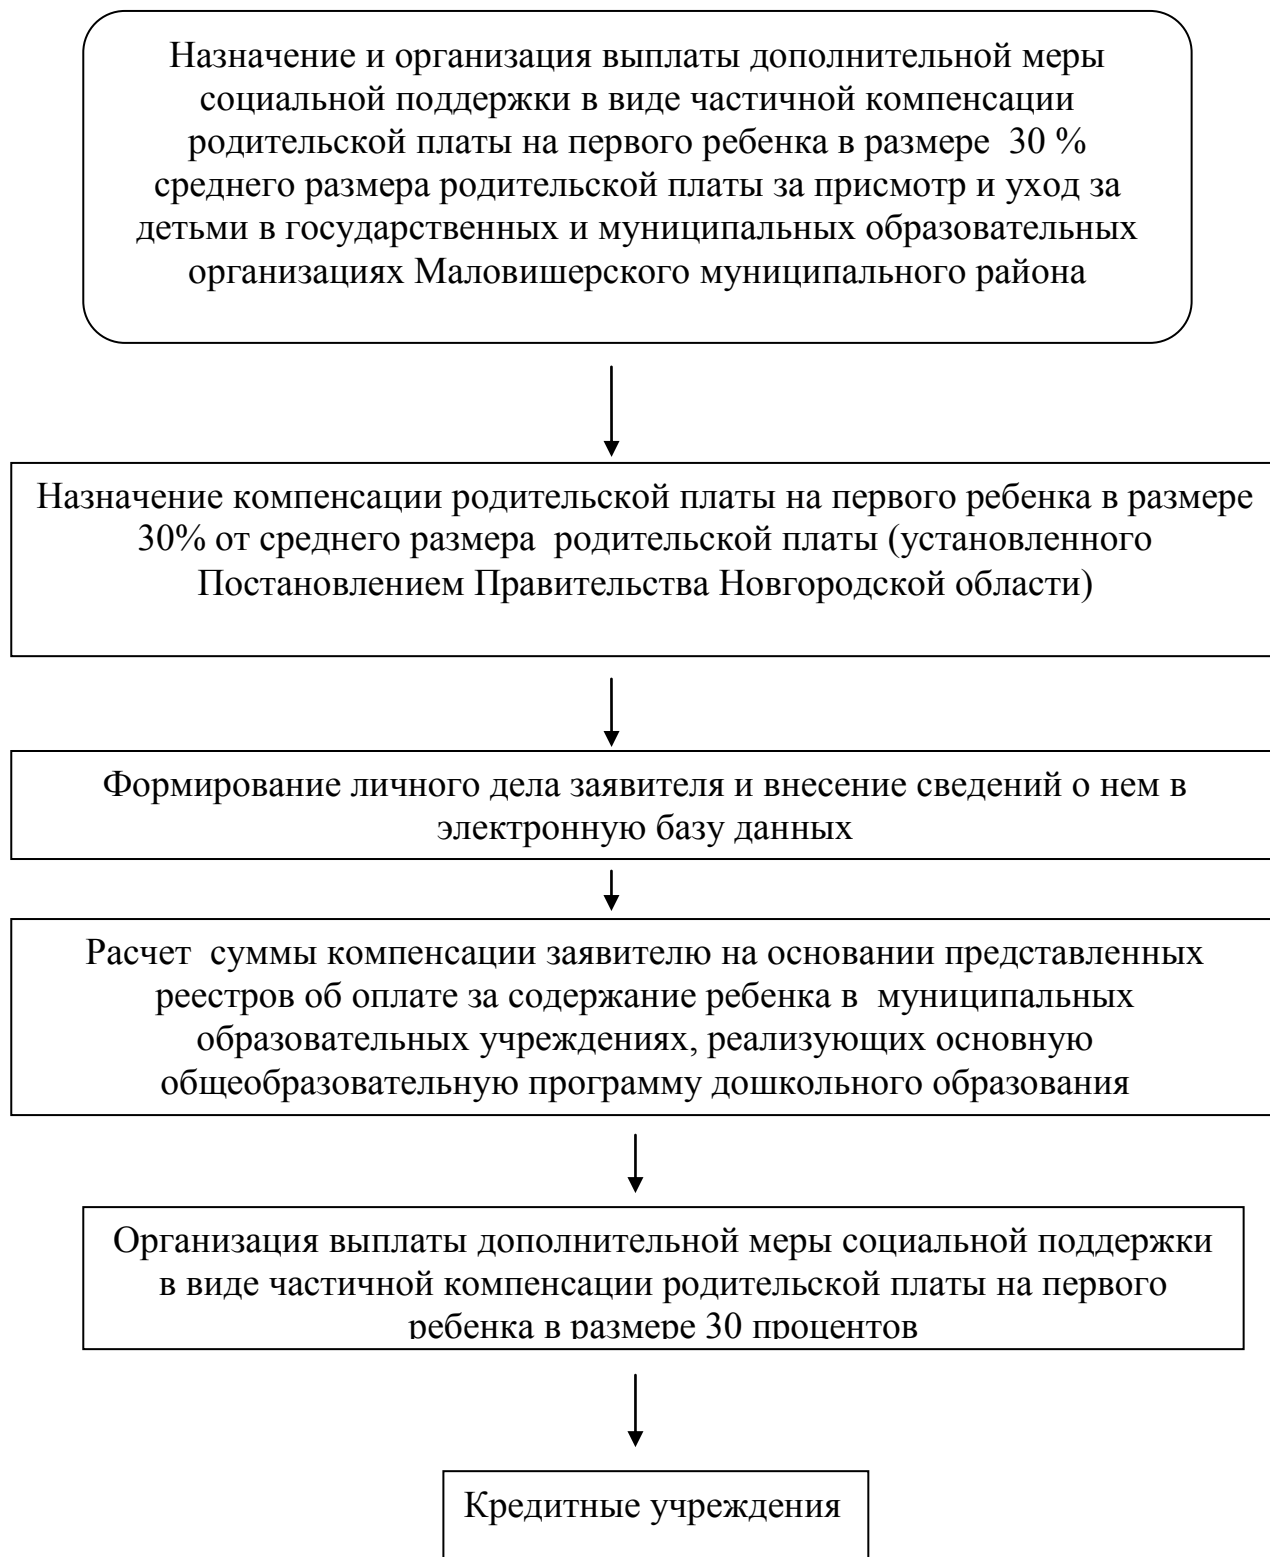 Назначение и организация выплаты дополнительной меры
социальной поддержки в виде частичной компенсации
родительской платы на первого ребенка в размере 30 %
среднего размера родительской платы за присмотр и уход за
детьми в государственных и муниципальных образовательных
организациях Маловишерского муниципального района
Назначение компенсации родительской платы на первого ребенка в размере
30% от среднего размера родительской платы (установленного
Постановлением Правительства Новгородской области)
Формирование личного дела заявителя и внесение сведений о нем в
электронную базу данных
Расчет суммы компенсации заявителю на основании представленных
реестров об оплате за содержание ребенка в муниципальных
образовательных учреждениях, реализующих основную
общеобразовательную программу дошкольного образования
Организация выплаты дополнительной меры социальной поддержки
в виде частичной компенсации родительской платы на первого
ребенка в размере 30 процентов
Кредитные учреждения